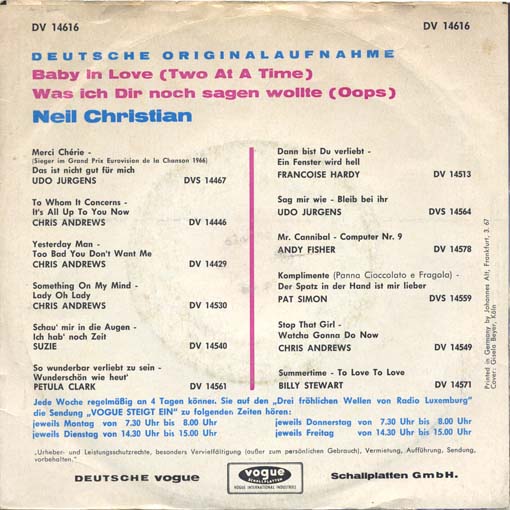 DV 14616
DV 14616
DEUTSCHE ORIGINALAUFNAHME
Baby in Love (Two At A Time)
Was ich Dir noch sagen wollte (Oops)
Neil Christian
Merci Chérie -
(Sieger im Grand Prix Eurovision de la Chanson 1966)
Das ist nicht gut für mich
UDO JURGENS DVS 14467
To Whom It Concerns -
It's All Up To You Now
CHRIS ANDREWS DV 14446
Yesterday Man -
Too Bad You Don't Want Me
CHRIS ANDREWS DV 14429
Something On My Mind -
Lady Oh Lady
CHRIS ANDREWS DV 14530
Schau' mir in die Augen -
Ich hab' noch Zeit
SUZIE DV 14540
So wunderbar verliebt zu sein -
Wunderschön wie heut'
PETULA CLARK DV 14561
Dann bist Du verliebt -
Ein Fenster wird hell
FRANCOISE HARDY DV 14513
Sag mir wie - Bleib bei ihr
UDO JURGENS DVS 14564
Mr. Cannibal - Computer Nr. 9
ANDY FISHER DV 14578
Komplimente (Panna Cioccolato e Fragola) -
Der Spatz in der Hand ist mir lieber
PAT SIMON DVS 14559
Stop That Girl -
Watcha Gonna Do Now
CHRIS ANDREWS DV 14549
Summertime - To Love To Love
BILLY STEWART DV 14571
Printed in Germany by Johannes Alt, Frankfurt, 3. 67
Cover: Gisela Beyer, Köln
Jede Woche regelmäßig an 4 Tagen könner. Sie auf den „Drei fröhlichen Wellen von Radio Luxemburg"
die Sendung „VOGUE STEIGT EIN" zu folgenden Zeiten hören:
jeweils Montag von 7.30 Uhr bis 8.00 Uhr jeweils Donnerstag von 7.30 Uhr bis 8.00 Uhr
jeweils Dienstag von 14.30 Uhr bis 15.00 Uhr jeweils Freitag von 14.30 Uhr bis 15.00 Uhr
„Urheber- und Leistungsschutzrechte, besonders Vervielfältigung (außer zum persönlichen Gebrauch), Vermietung, Aufführung, Sendung,
vorbehalten."
DEUTSCHE vogue
vogue
SCHALLPLATTEN
VOGUE INTERNATIONAL INDUSTRIES
Schallplatten GmbH.